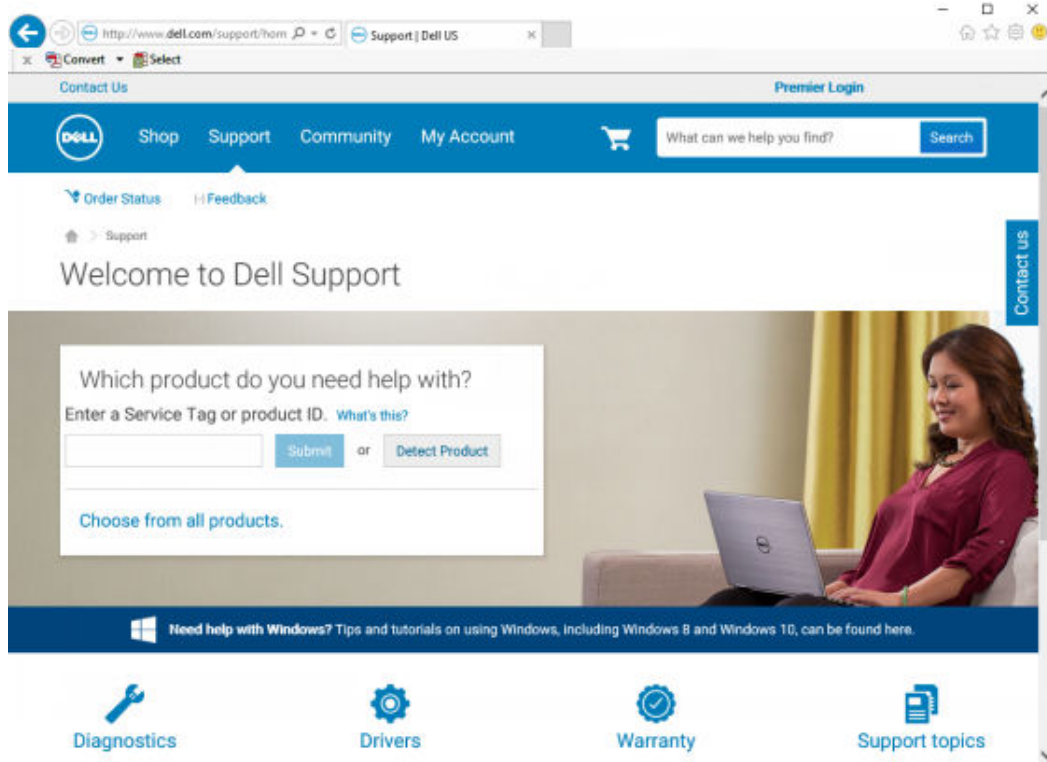 http://www.dell.com/support/hom
Support | Dell US
Convert
Select
Contact Us
Premier Login
DELL
Shop
Support
Community
My Account
What can we help you find?
Search
Order Status
Feedback
Support
Welcome to Dell Support
Contact us
Which product do you need help with?
Enter a Service Tag or product ID. What's this?
Submit or Detect Product
Choose from all products.
Need help with Windows? Tips and tutorials on using Windows, including Windows 8 and Windows 10, can be found here.
Diagnostics
Drivers
Warranty
Support topics